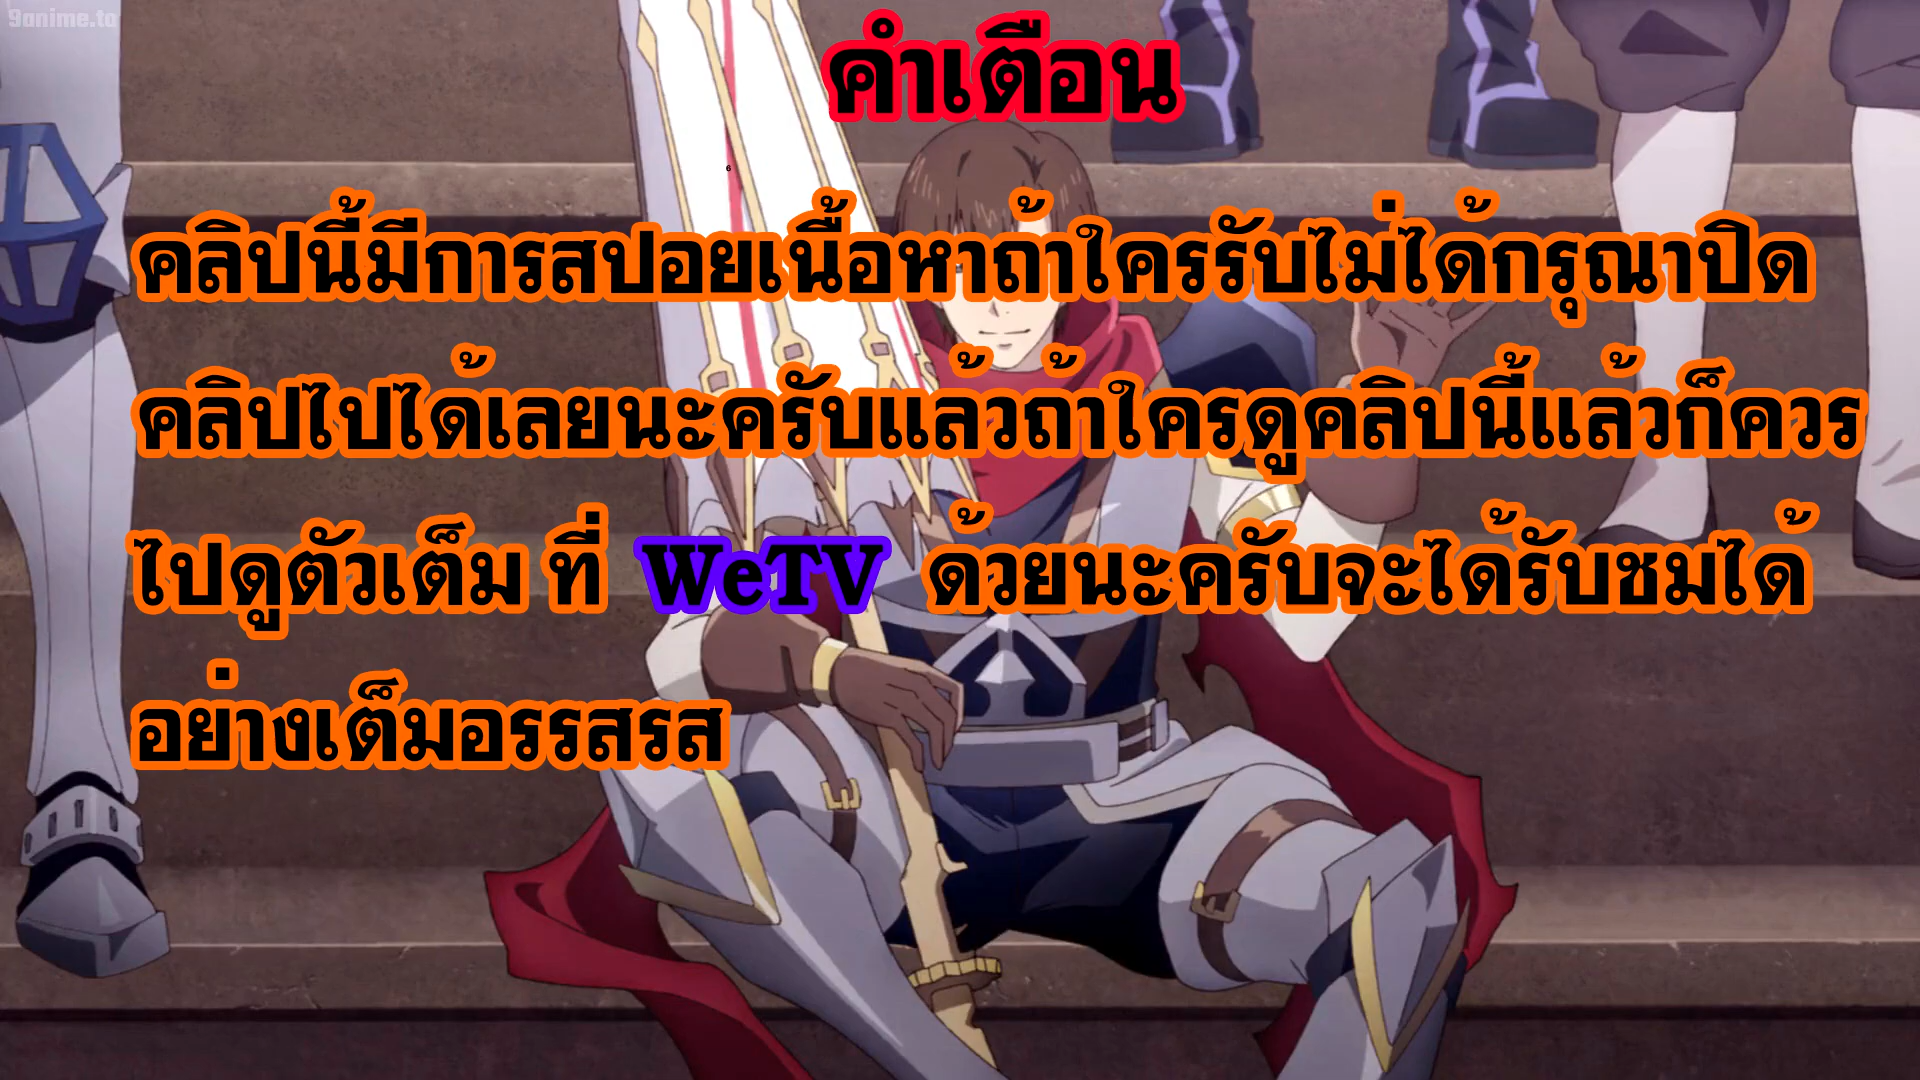 9anime.to
คำเตือน
6
คลิปนี้มีการสปอยเนื้อหาถ้าใครรับไม่ได้กรุณาปิด
คลิปไปได้เลยนะครับแล้วถ้าใครดูคลิปนี้แล้วก็ควร
ไปดูตัวเต็ม ที่ WeTV ด้วยนะครับจะได้รับชมได้
อย่างเต็มอรรสรส